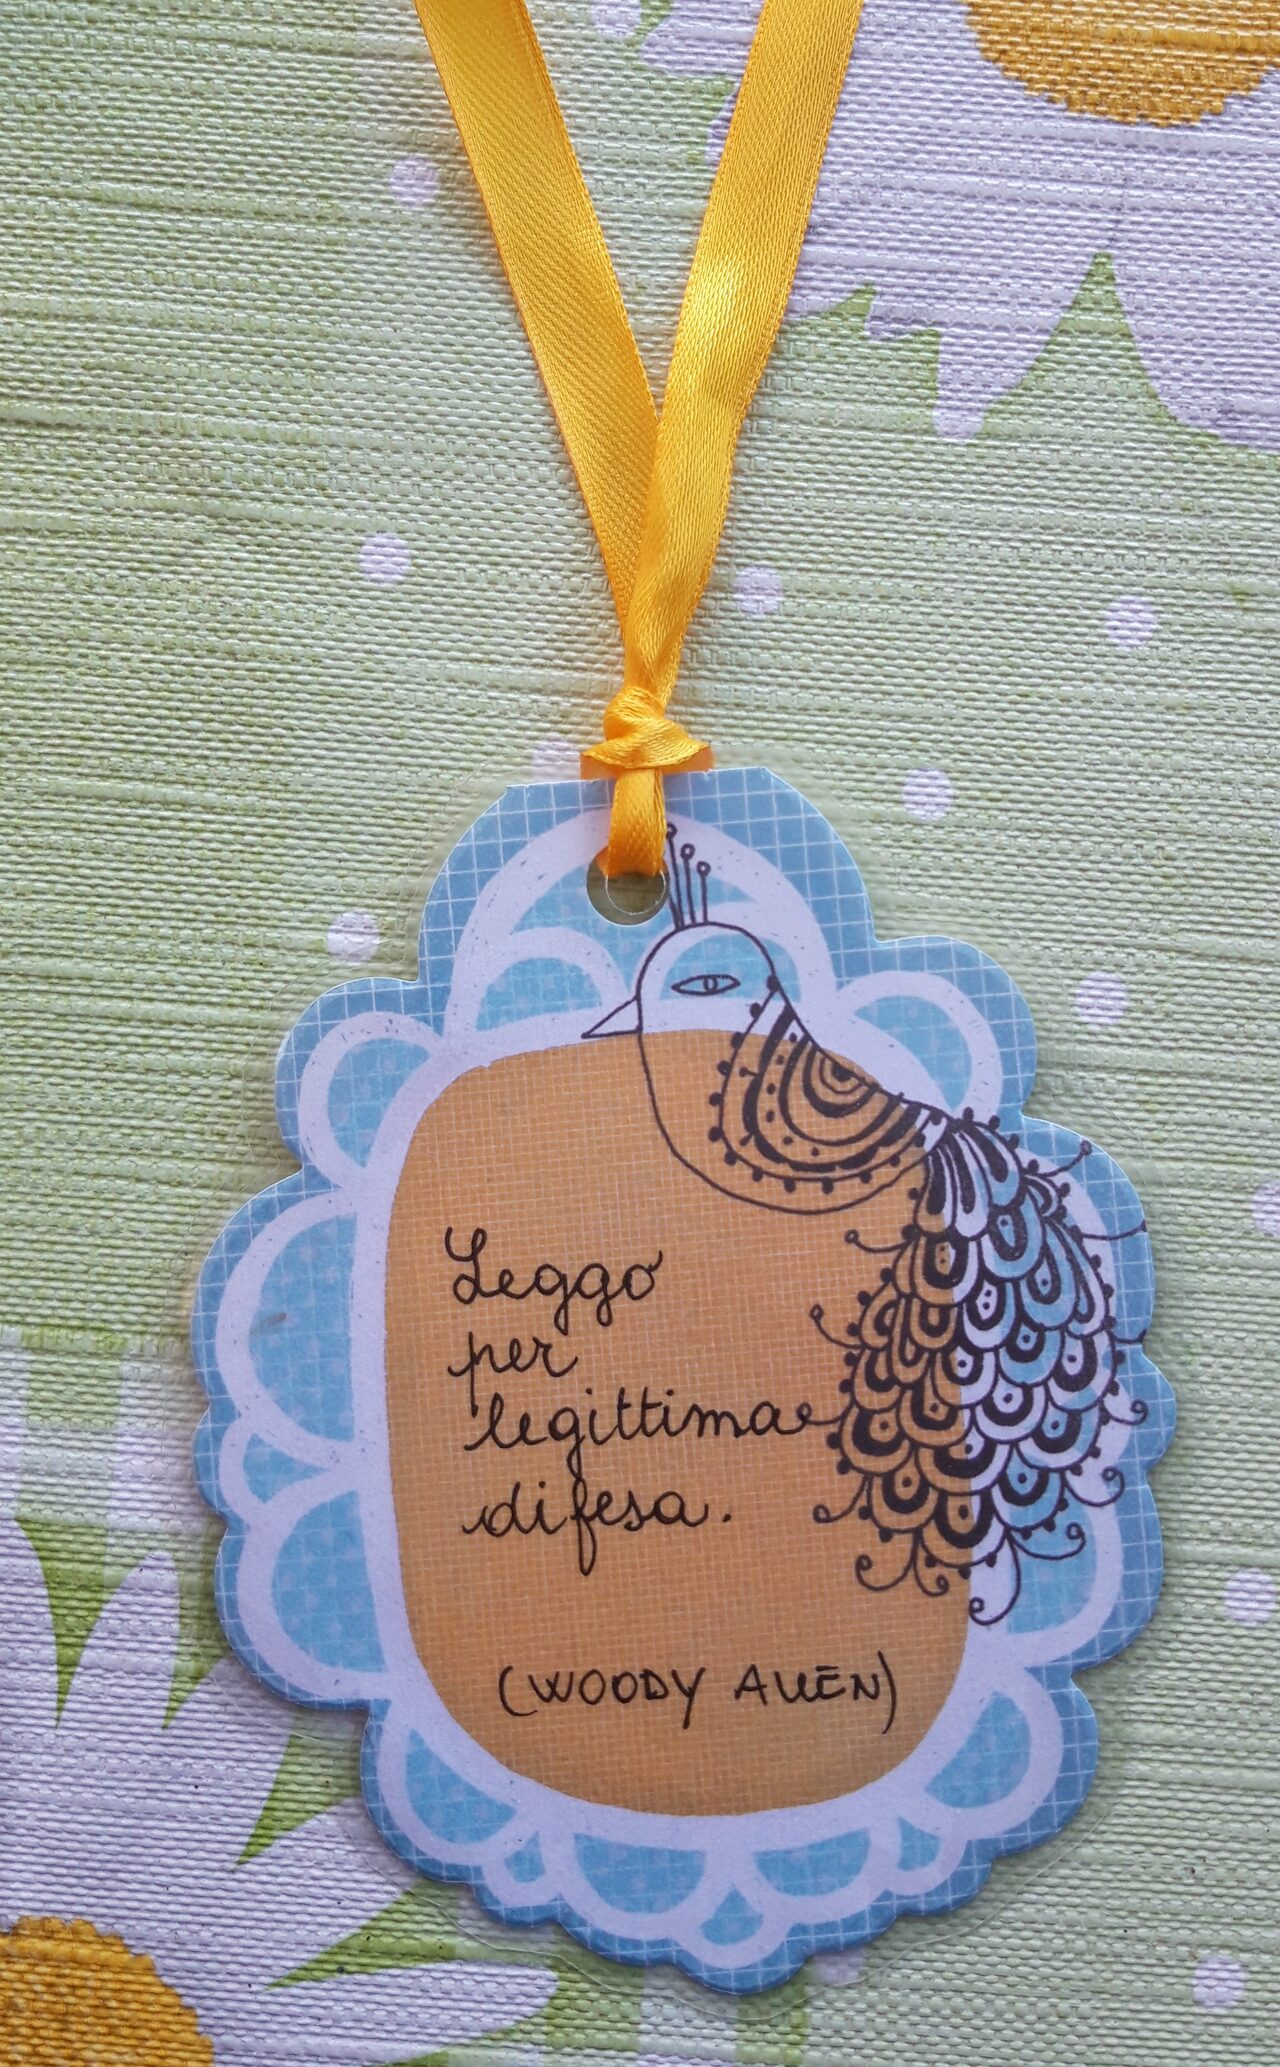 Leggo
per
legittima
difesa.
(WOODY ALLEN)